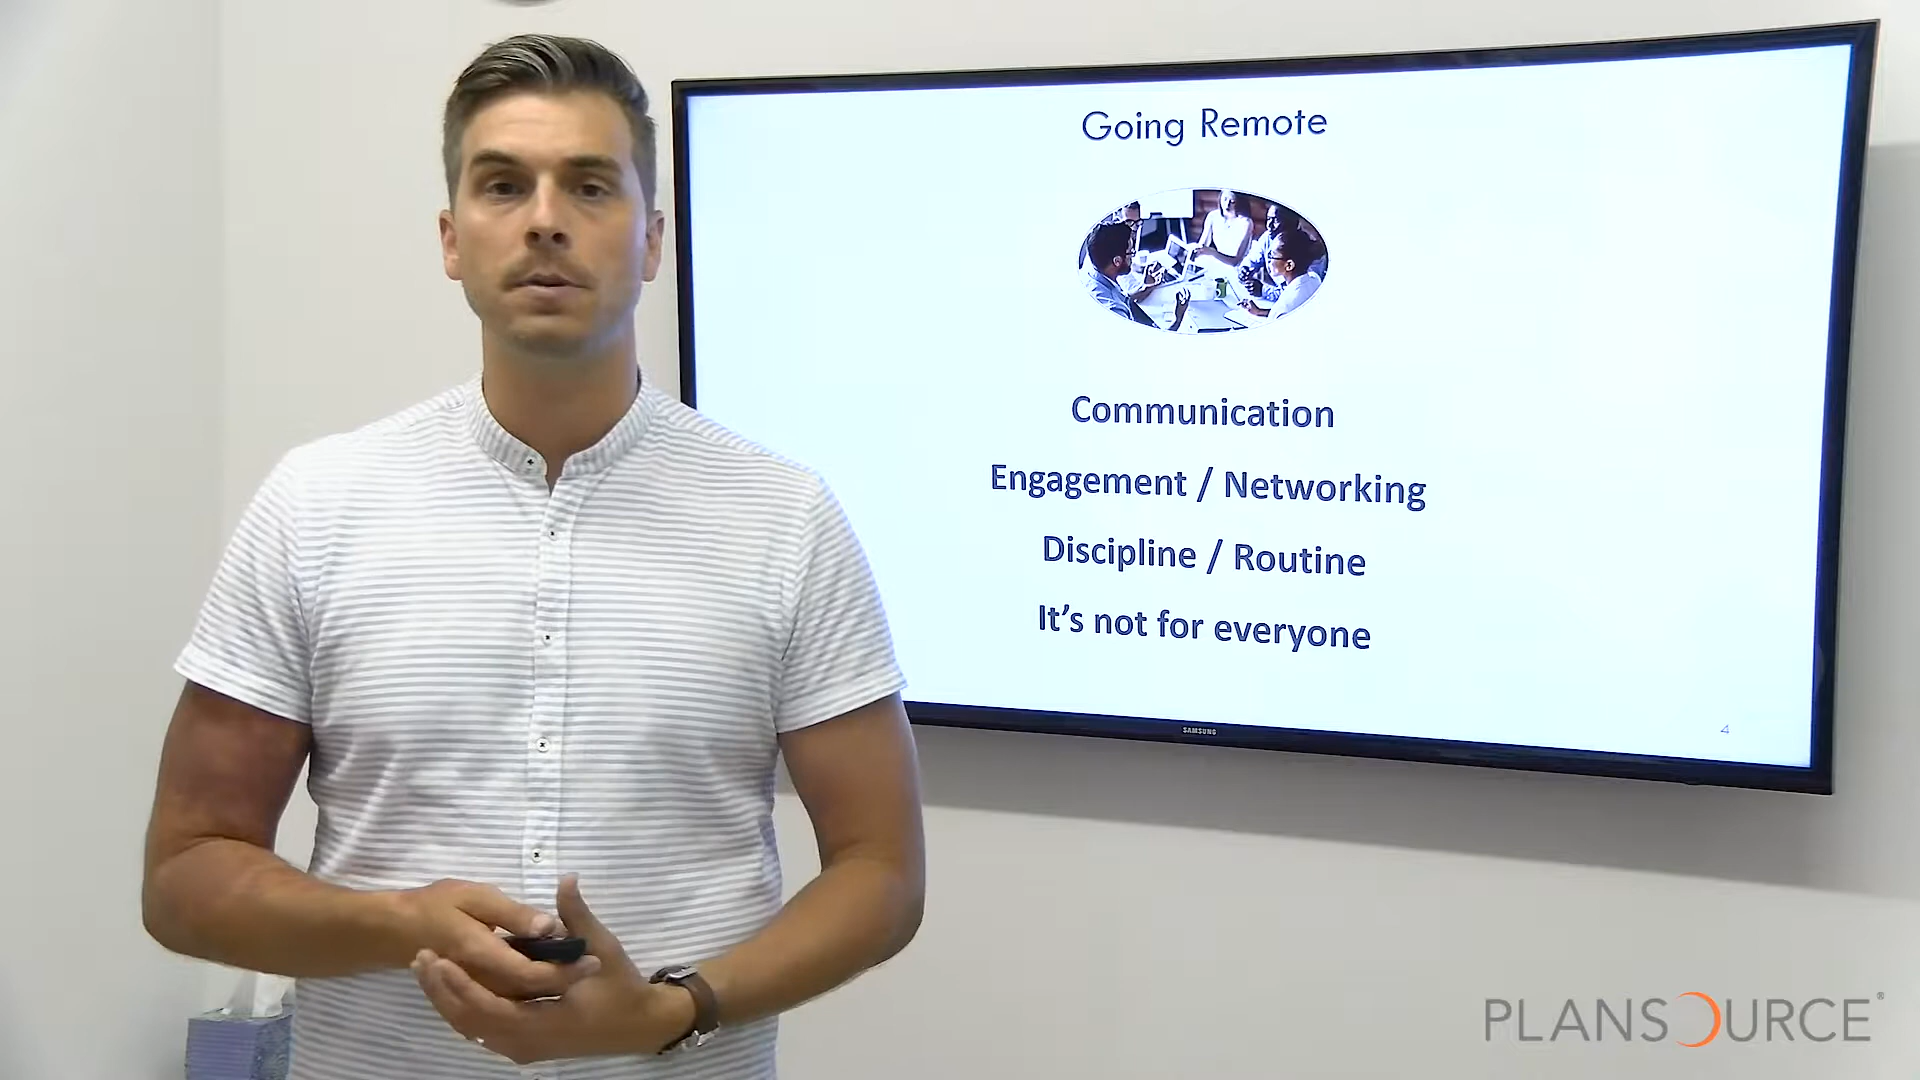 Going Remote
Communication
Engagement / Networking
Discipline / Routine
It's not for everyone
SAMSUNG
4
PLANSOURCE®